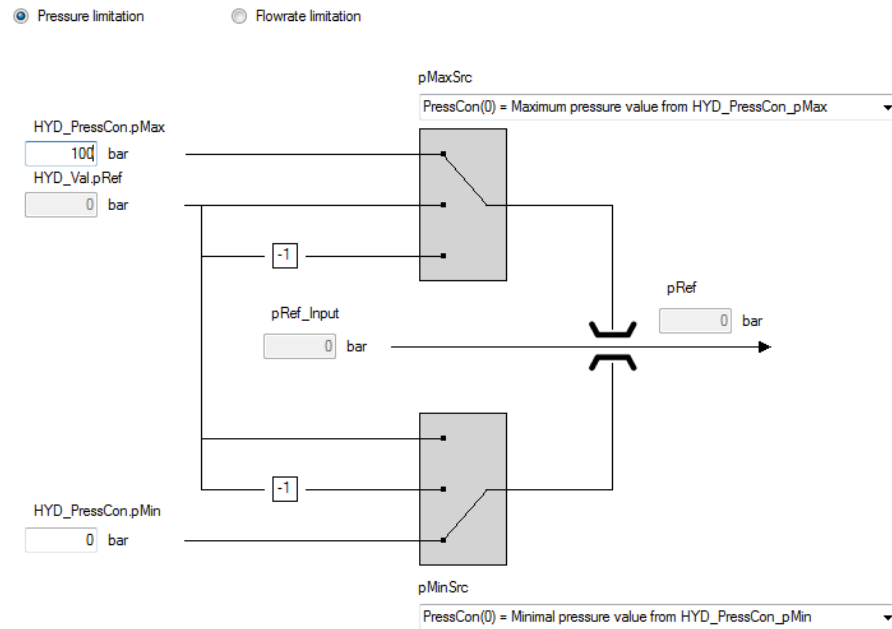 Pressure limitation
Flowrate limitation
pMaxSrc
PressCon(0) = Maximum pressure value from HYD_PressCon_pMax
HYD_PressCon.pMax
100 bar
HYD_Val.pRef
0 bar
-1
pRef
0 bar
pRef_Input
0 bar
-1
HYD_PressCon.pMin
0 bar
pMinSrc
PressCon(0) = Minimal pressure value from HYD_PressCon_pMin